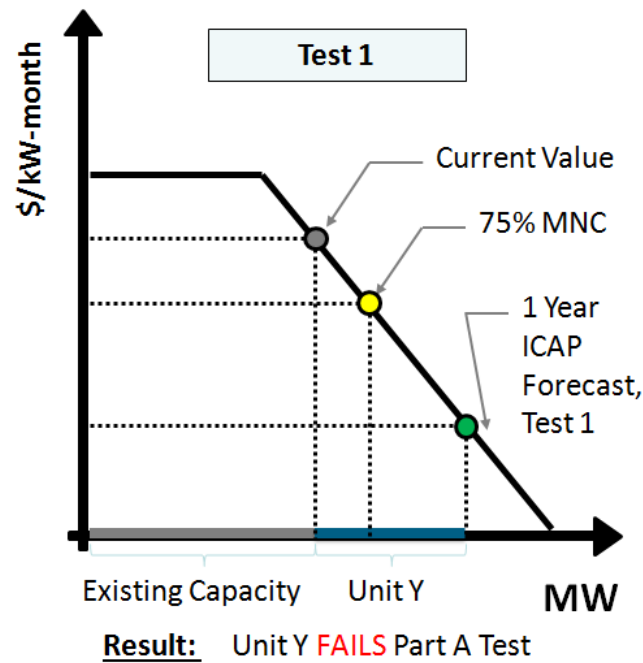 Test 1
$/kW-month
Current Value
75% MNC
1 Year
ICAP
Forecast,
Test 1
Existing Capacity
Unit Y
MW
Result: Unit Y FAILS Part A Test